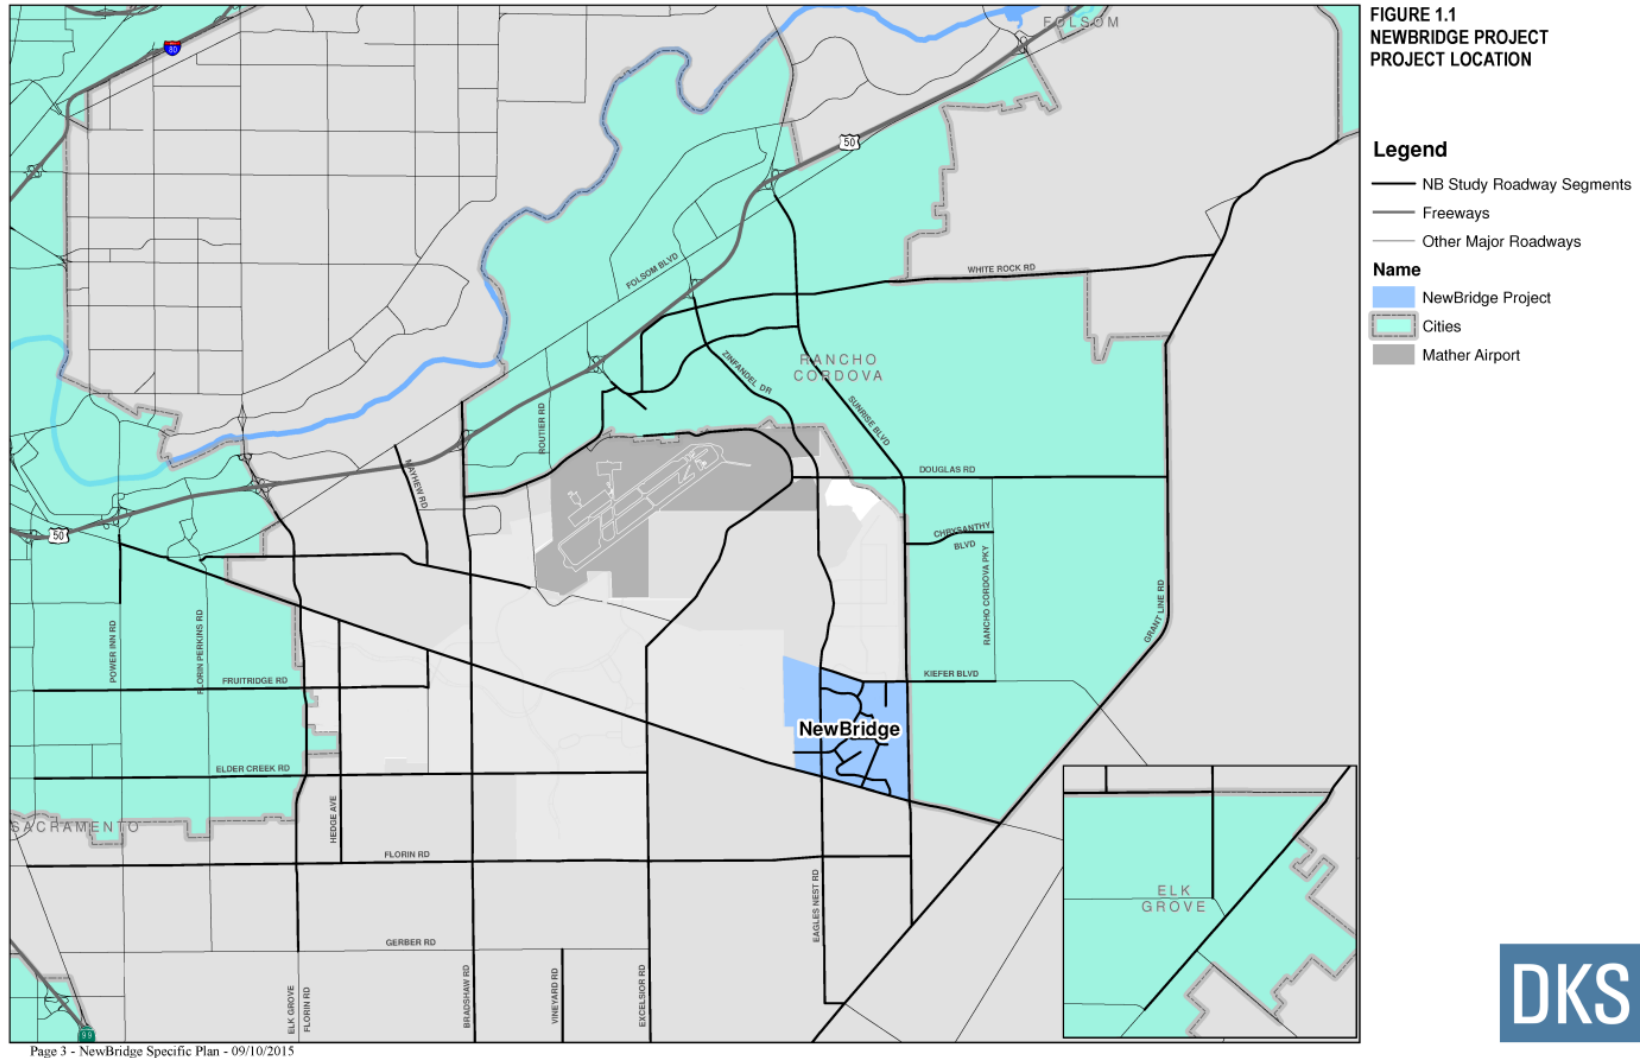 FIGURE 1.1
NEWBRIDGE PROJECT
PROJECT LOCATION
Legend
NB Study Roadway Segments
Freeways
Other Major Roadways
Name
NewBridge Project
Cities
Mather Airport
80
FOLSOM
50
FOLSOM BLVD
WHITE ROCK RD
RANCHO
CORDOVA
ZINFANDEL DR
SUNRISE BLVD
ROUTIER RD
MAYHEW RD
DOUGLAS RD
50
CHRYSANTHY
BLVD
RANCHO CORDOVA PKY
GRANT LINE RD
POWER INN RD
FLORIN PERKINS RD
FRUITRIDGE RD
KIEFER BLVD
NewBridge
ELDER CREEK RD
HEDGE AVE
SACRAMENTO
FLORIN RD
EAGLES NEST RD
ELK
GROVE
GERBER RD
ELK GROVE
FLORIN RD
BRADSHAW RD
VINEYARD RD
EXCELSIOR RD
99
DKS
Page 3 - NewBridge Specific Plan - 09/10/2015